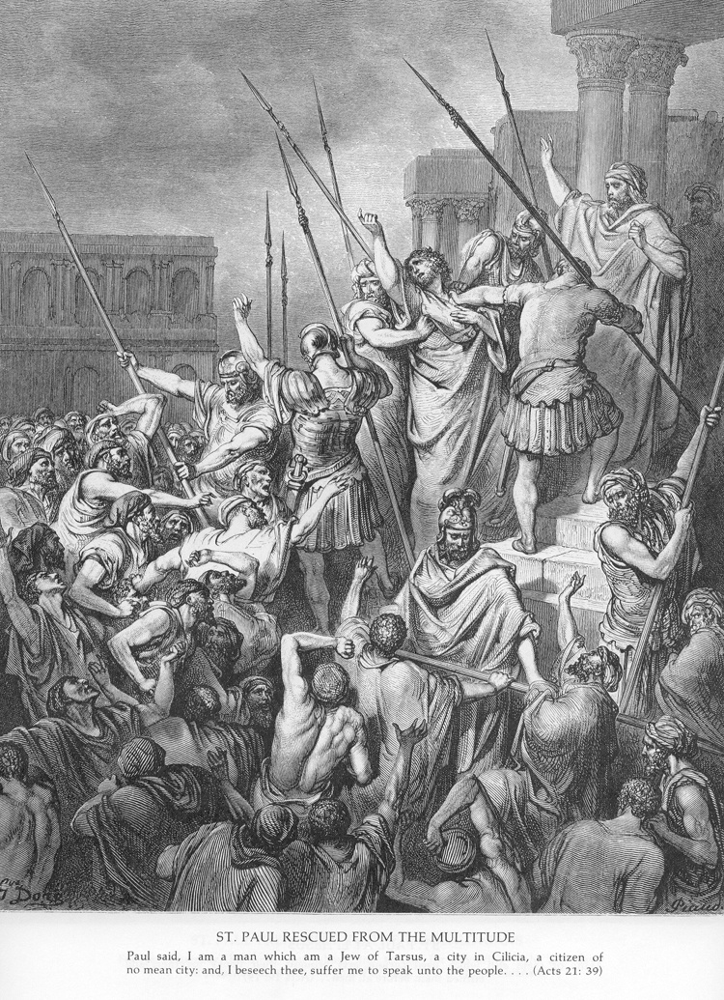 G Doré
ST. PAUL RESCUED FROM THE MULTITUDE
Paul said, I am a man which am a Jew of Tarsus, a city in Cilicia, a citizen of
no mean city: and, I beseech thee, suffer me to speak unto the people. . . . (Acts 21: 39)